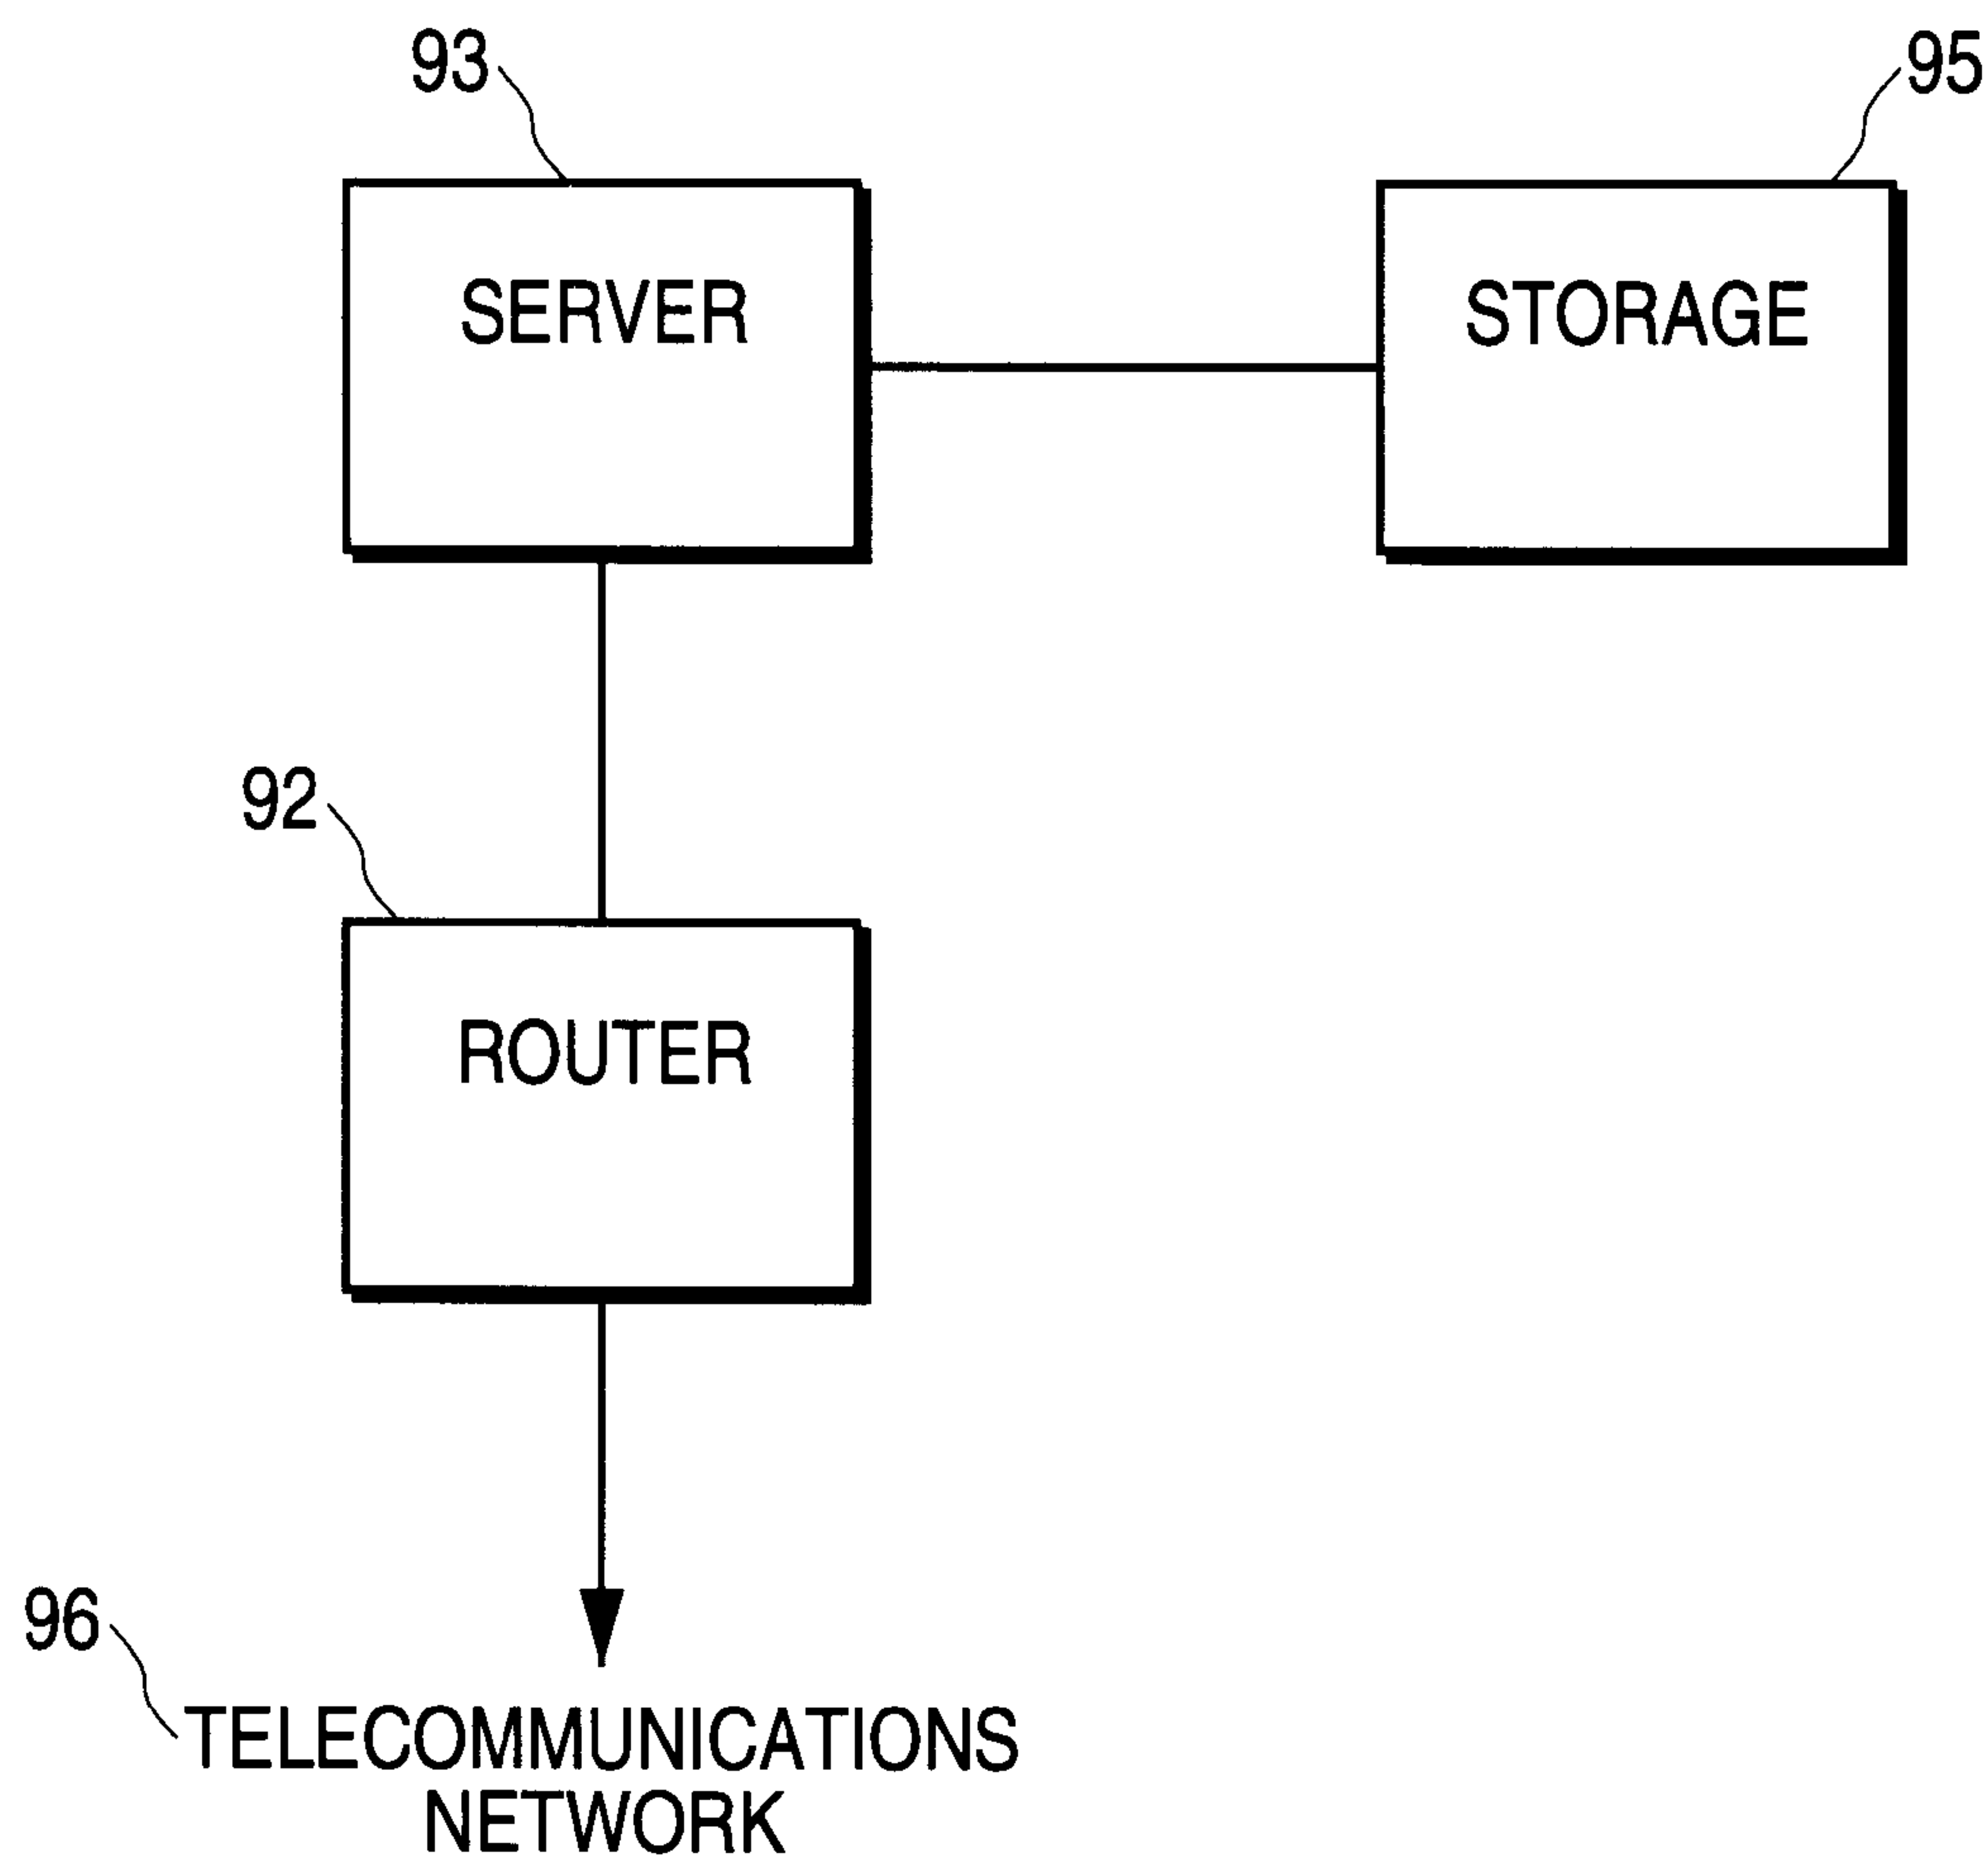 93
95
SERVER
STORAGE
92
ROUTER
96
TELECOMMUNICATIONS
NETWORK